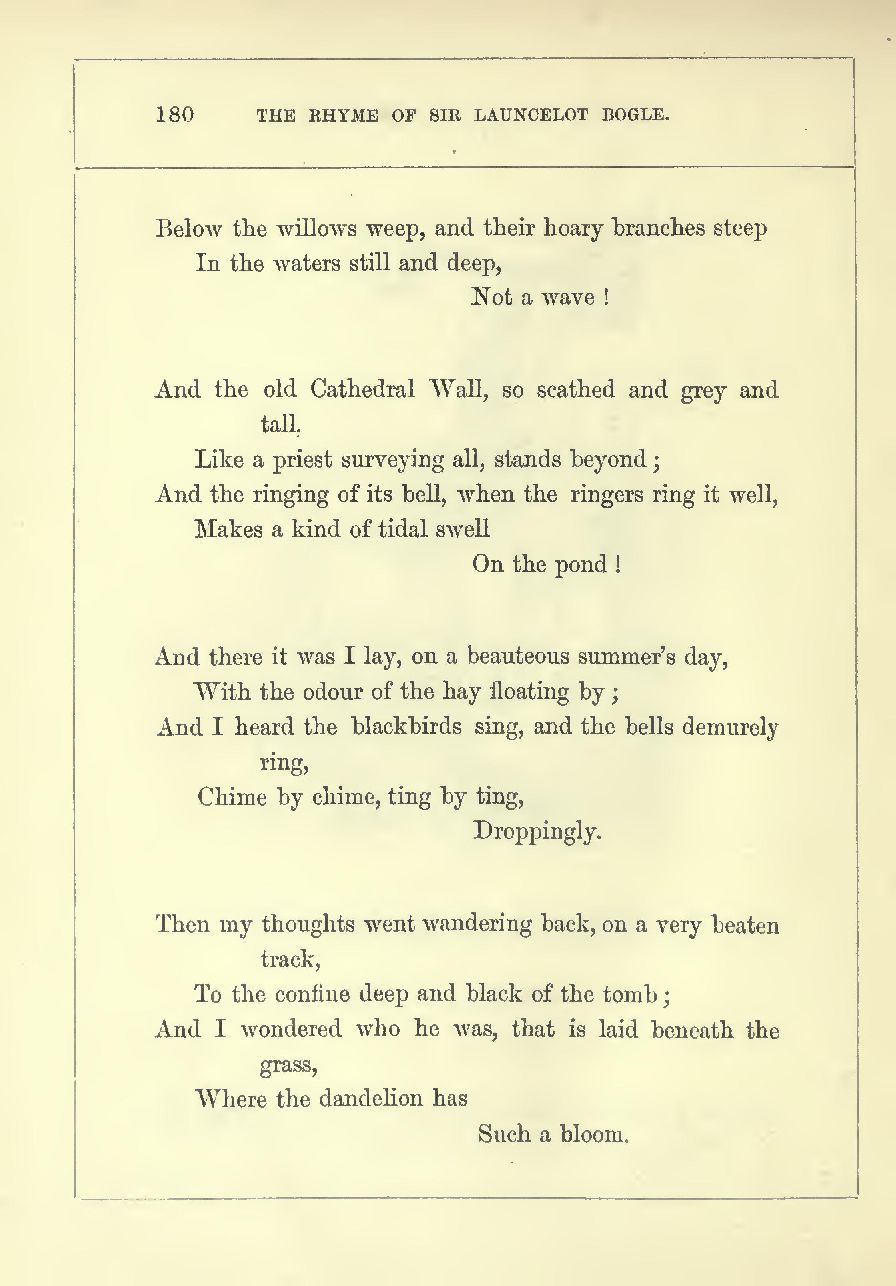 180 THE RHYME OF SIR LAUNCELOT BOGLE.
Below the willows weep, and their hoary branches steep
In the waters still and deep,
Not a wave !
And the old Cathedral Wall, so scathed and grey and
tall,
Like a priest surveying all, stands beyond ;
And the ringing of its bell, when the ringers ring it well,
Makes a kind of tidal swell
On the pond !
And there it was I lay, on a beauteous summer's day,
With the odour of the hay floating by ;
And I heard the blackbirds sing, and the bells demurely
ring,
Chime by chime, ting by ting,
Droppingly.
Then my thoughts went wandering back, on a very beaten
track,
To the confine deep and black of the tomb ;
And I wondered who he was, that is laid beneath the
grass,
Where the dandelion has
Such a bloom.